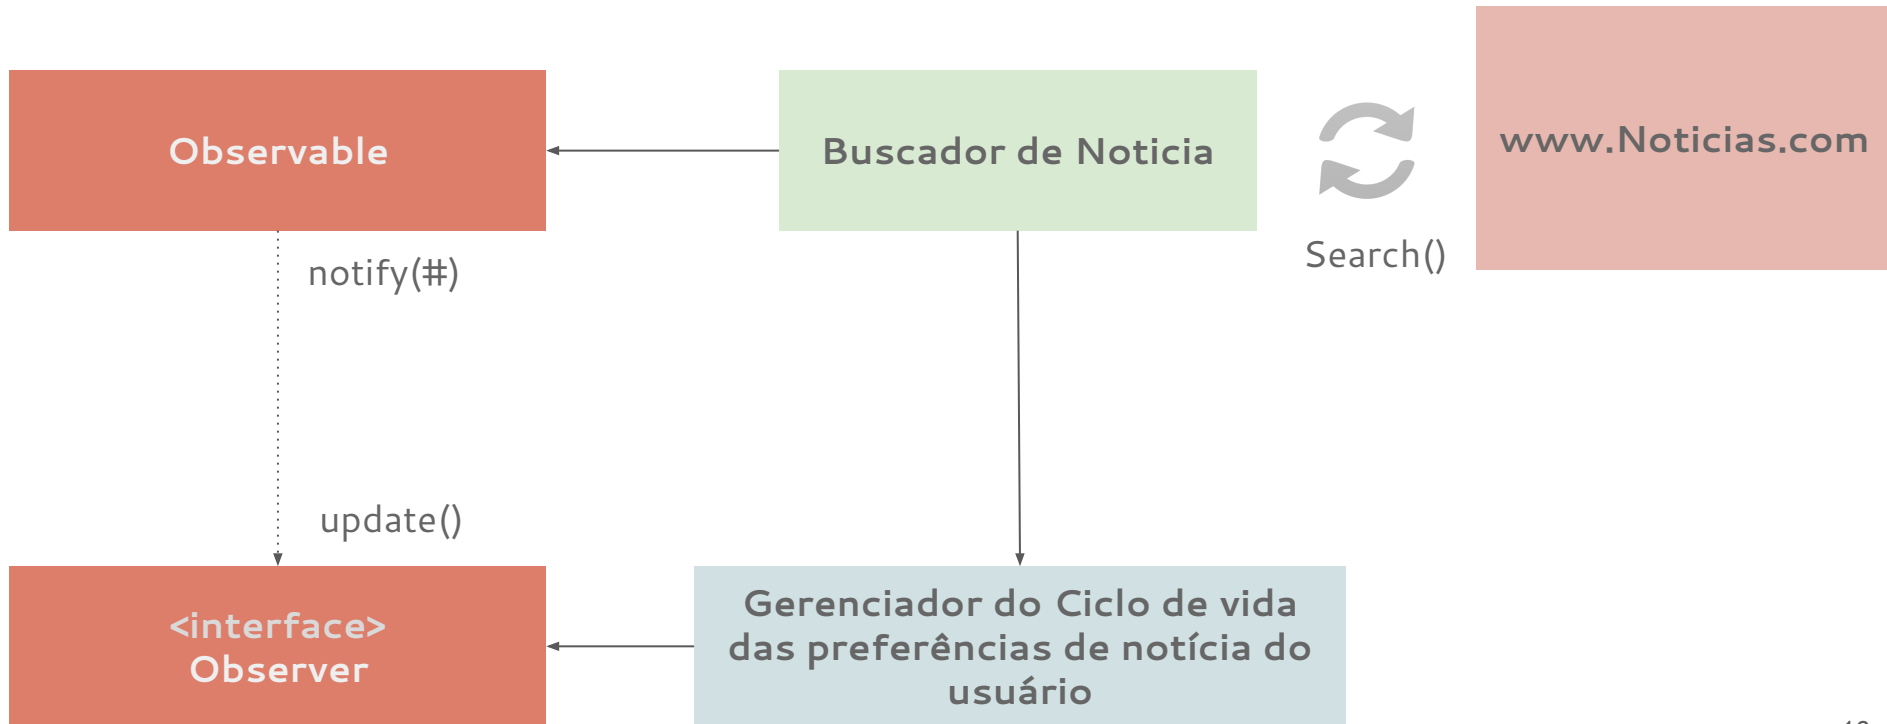 www.Noticias.com
Observable
Buscador de Noticia
Search()
notify(#)
update()
<interface>
Observer
Gerenciador do Ciclo de vida
das preferências de notícia do
usuário